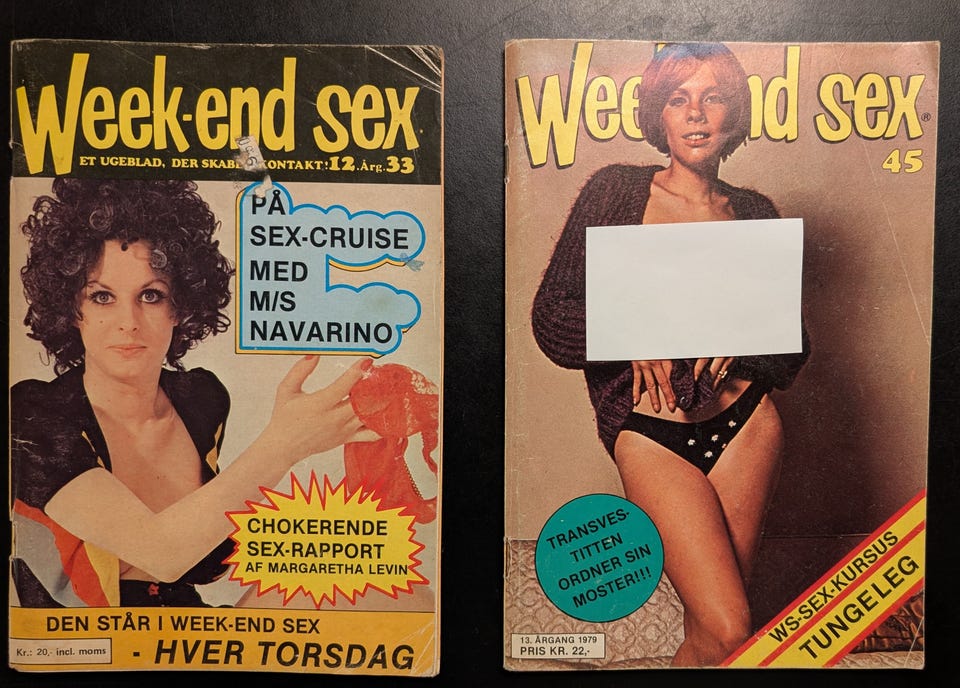 Week-end sex
ET UGEBLAD, DER SKABER KONTAKT! 12. Årg. 33
PÅ
SEX-CRUISE
MED
M/S
NAVARINO
CHOKERENDE
SEX-RAPPORT
AF MARGARETHA LEVIN
DEN STÅR I WEEK-END SEX
Kr.: 20,- incl. moms
- HVER TORSDAG
Week-end sex®
45
TRANSVES-
TITTEN
ORDNER SIN
MOSTER!!!
WS-SEX-KURSUS
TUNGELEG
13. ÅRGANG 1979
PRIS KR. 22,-